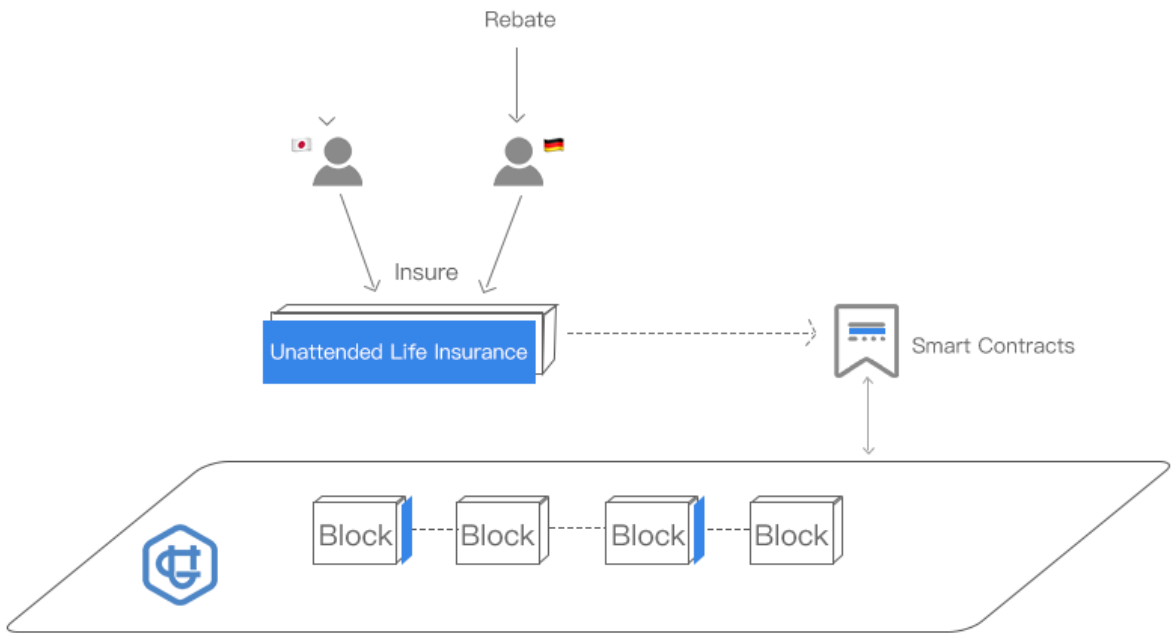 Rebate
Insure
Unattended Life Insurance
Smart Contracts
Block
Block
Block
Block